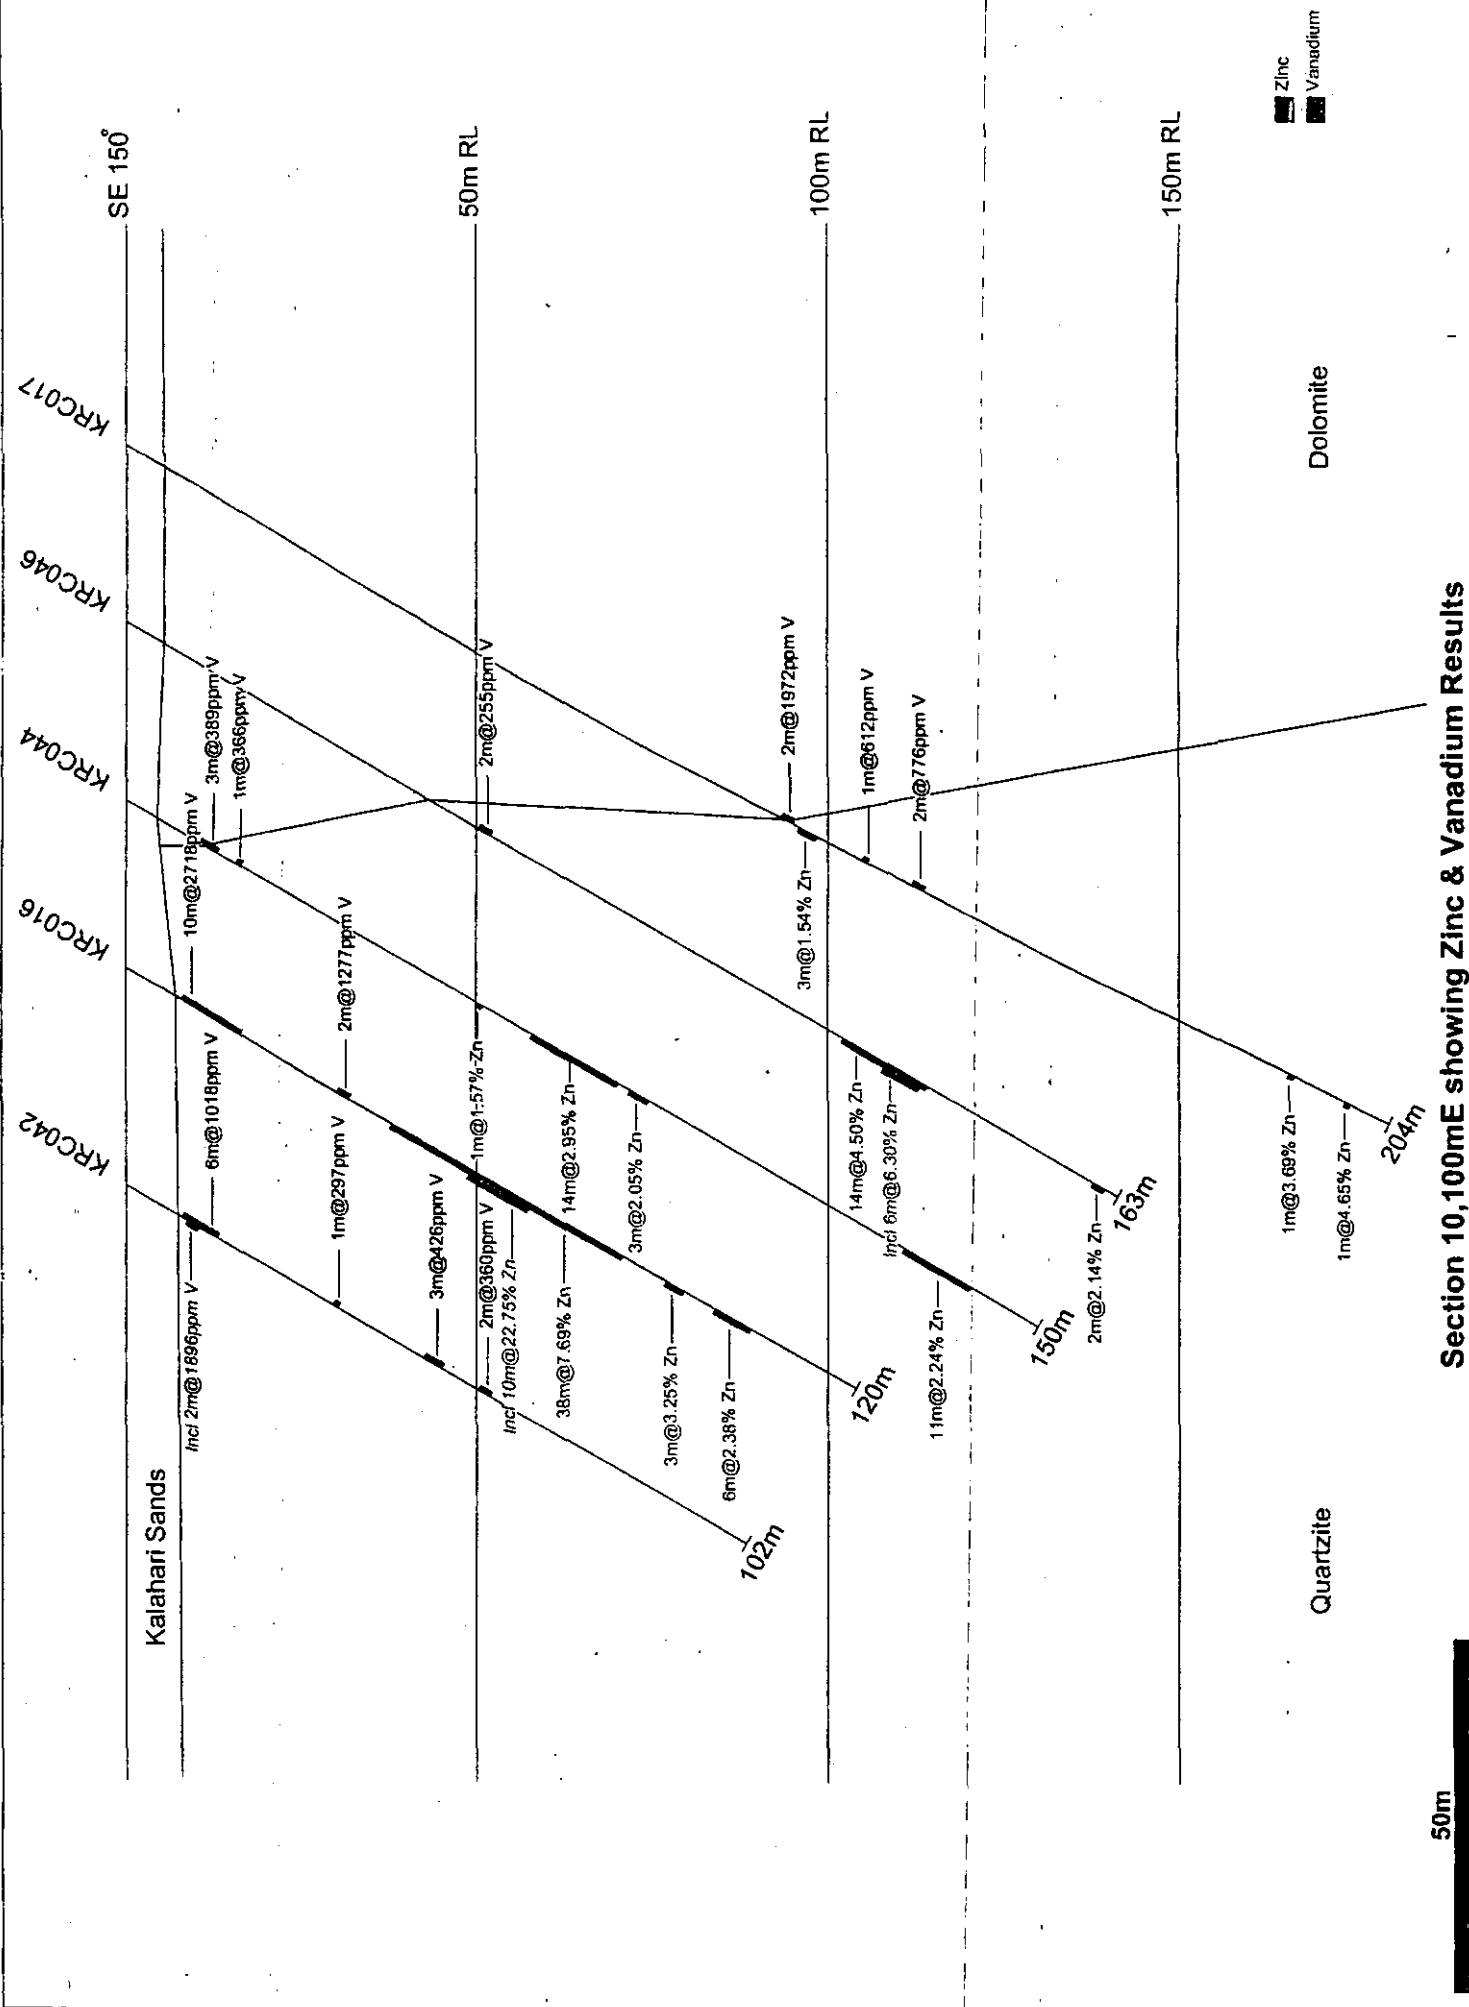 SE 150°
KRC042
KRC016
KRC044
KRC046
KRC017
Kalahari Sands
50m RL
100m RL
150m RL
Incl 2m@1896ppm V
6m@1018ppm V
1m@297ppm V
3m@426ppm V
2m@360ppm V
102m
10m@2718ppm V
2m@1277ppm V
Incl 10m@22.75% Zn
38m@7.69% Zn
3m@3.25% Zn
6m@2.38% Zn
120m
3m@389ppm V
1m@366ppm V
1m@1.57% Zn
14m@2.95% Zn
3m@2.05% Zn
11m@2.24% Zn
150m
2m@255ppm V
14m@4.50% Zn
Incl 6m@6.30% Zn
2m@2.14% Zn
163m
2m@1972ppm V
3m@1.54% Zn
1m@612ppm V
2m@776ppm V
1m@3.69% Zn
1m@4.65% Zn
204m
Quartzite
Dolomite
Zinc
Vanadium
50m
Section 10,100mE showing Zinc & Vanadium Results